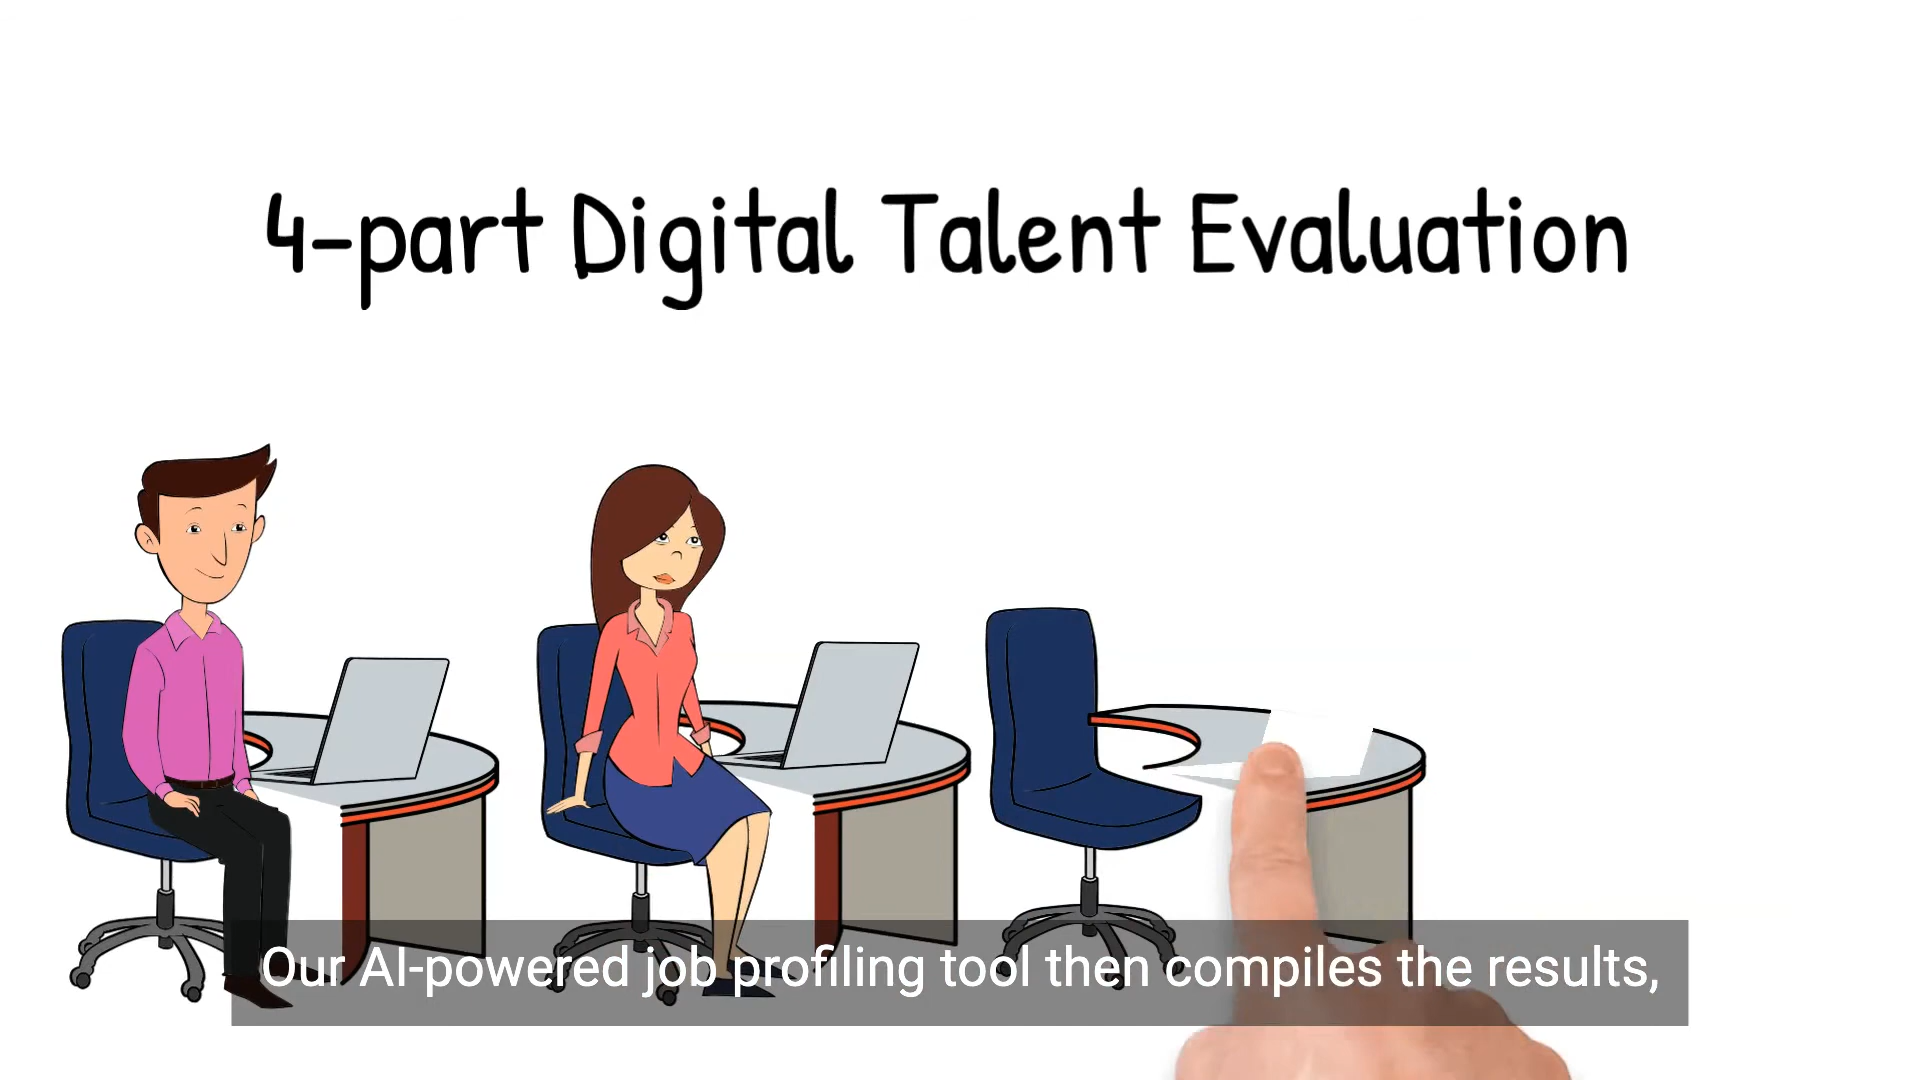 4-part Digital Talent Evaluation
Our AI-powered job profiling tool then compiles the results,